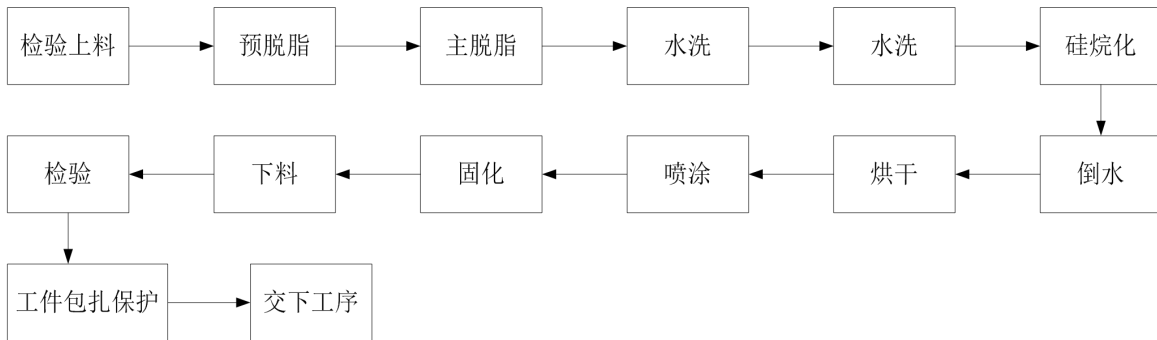 检验上料
预脱脂
主脱脂
水洗
水洗
硅烷化
倒水
烘干
喷涂
固化
下料
检验
工件包扎保护
交下工序